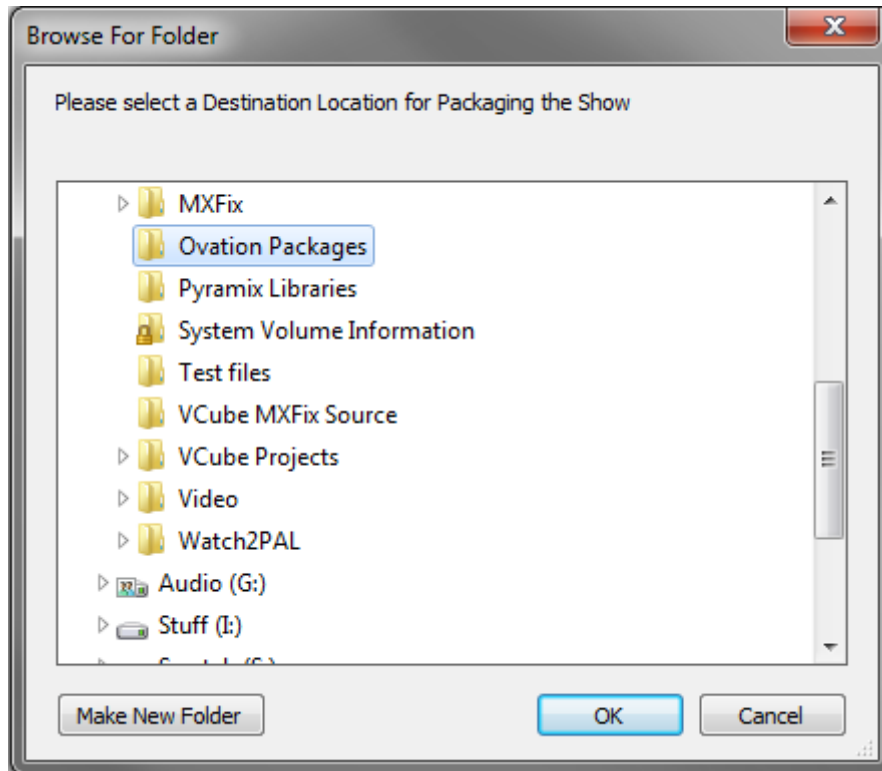 Browse For Folder
Please select a Destination Location for Packaging the Show
MXFix
Ovation Packages
Pyramix Libraries
System Volume Information
Test files
VCube MXFix Source
VCube Projects
Video
Watch2PAL
Audio (G:)
Stuff (I:)
Make New Folder
OK
Cancel